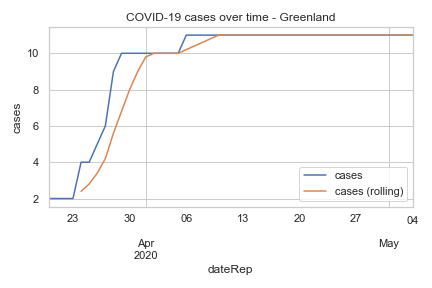 COVID-19 cases over time - Greenland
cases
10
8
6
4
2
cases
cases (rolling)
23 30 06 13 20 27 04
Apr May
2020
dateRep